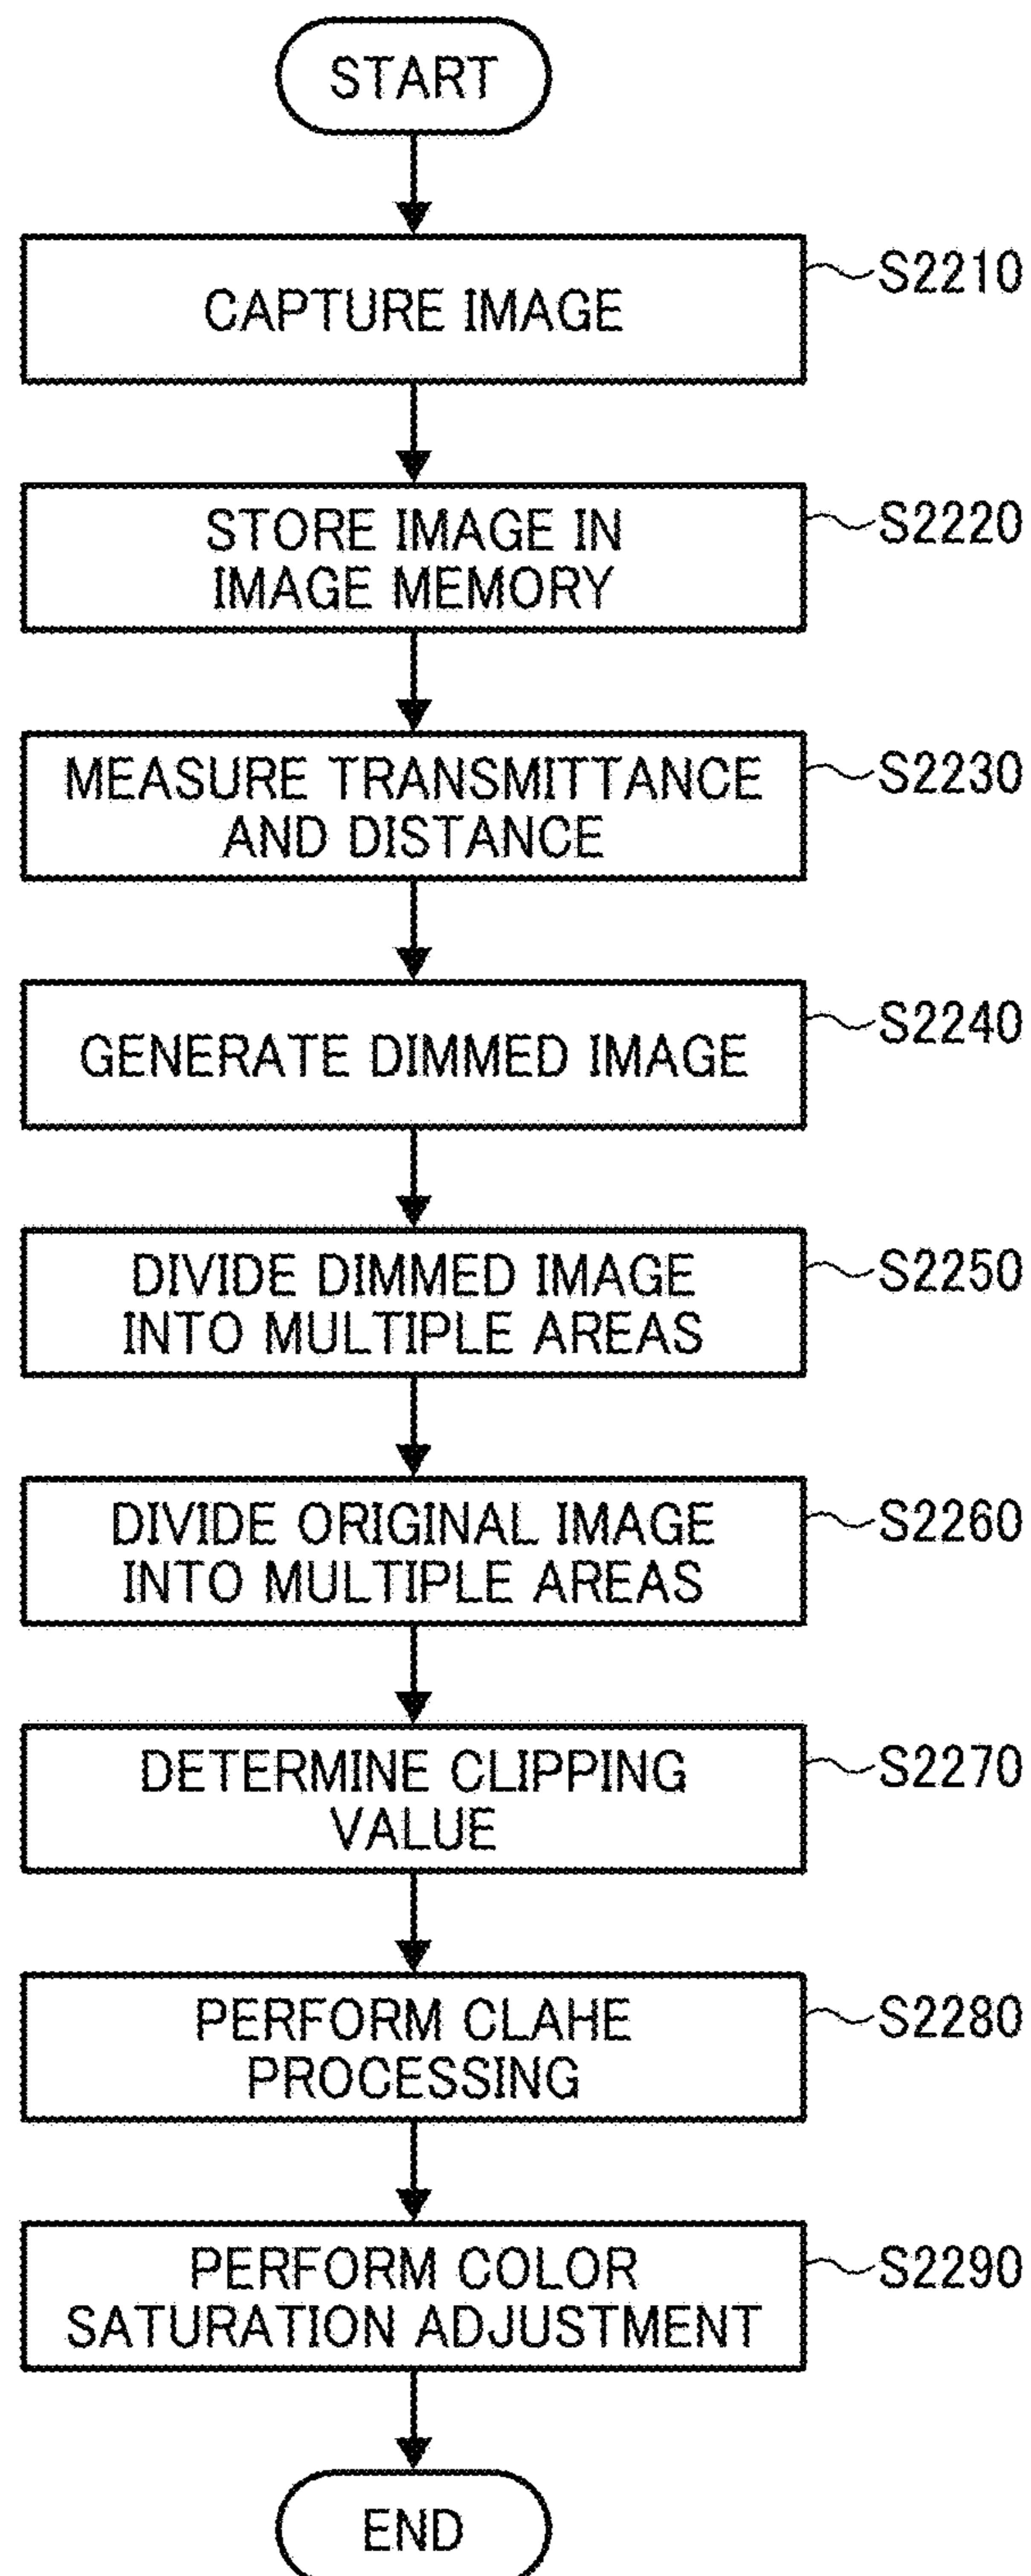 START
CAPTURE IMAGE
S2210
STORE IMAGE IN
IMAGE MEMORY
S2220
MEASURE TRANSMITTANCE
AND DISTANCE
S2230
GENERATE DIMMED IMAGE
S2240
DIVIDE DIMMED IMAGE
INTO MULTIPLE AREAS
S2250
DIVIDE ORIGINAL IMAGE
INTO MULTIPLE AREAS
S2260
DETERMINE CLIPPING
VALUE
S2270
PERFORM CLAHE
PROCESSING
S2280
PERFORM COLOR
SATURATION ADJUSTMENT
S2290
END